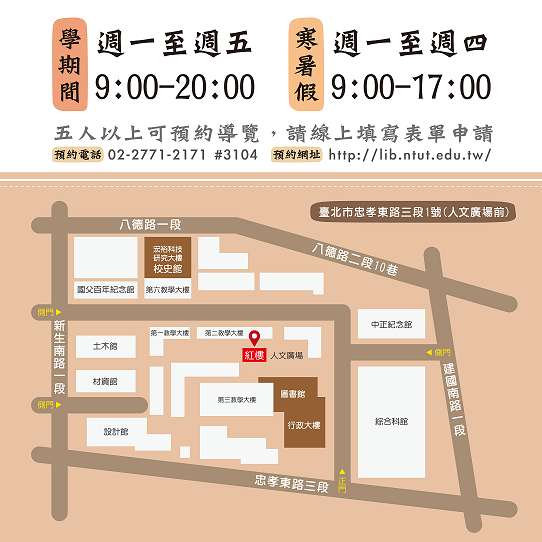 學期間
週一至週五
9:00-20:00
寒暑假
週一至週四
9:00-17:00
五人以上可預約導覽，請線上填寫表單申請
預約電話 02-2771-2171 #3104 預約網址 http://lib.ntut.edu.tw/
臺北市忠孝東路三段1號(人文廣場前)
八德路一段
八德路二段10巷
宏裕科技
研究大樓
校史館
國父百年紀念館
第六教學大樓
側門
新生南路一段
第一教學大樓
第二教學大樓
中正紀念館
土木館
紅樓
人文廣場
側門
建國南路一段
材資館
圖書館
第三教學大樓
綜合科館
側門
設計館
行政大樓
正門
忠孝東路三段